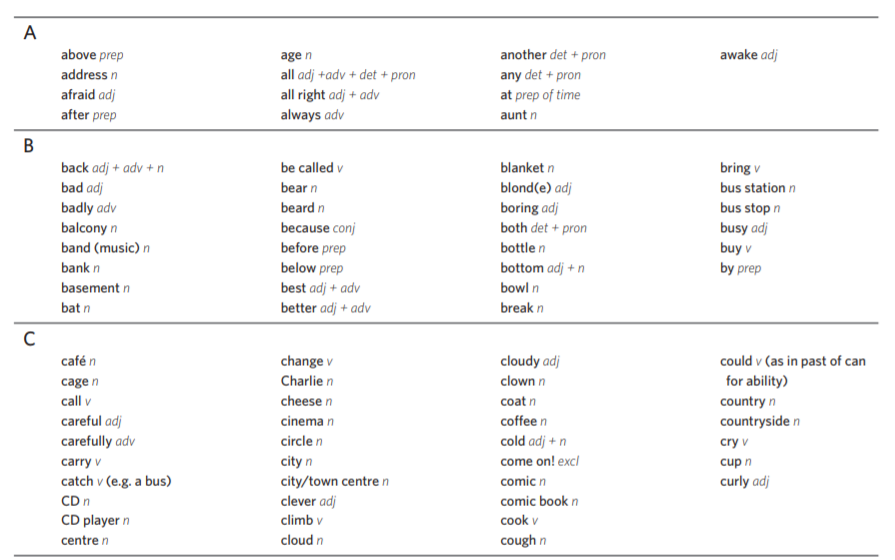 A
above prep
address n
afraid adj
after prep
age n
all adj +adv + det + pron
all right adj + adv
always adv
another det + pron
any det + pron
at prep of time
aunt n
awake adj
B
back adj + adv + n
bad adj
badly adv
balcony n
band (music) n
bank n
basement n
bat n
be called v
bear n
beard n
because conj
before prep
below prep
best adj + adv
better adj + adv
blanket n
blond(e) adj
boring adj
both det + pron
bottle n
bottom adj + n
bowl n
break n
bring v
bus station n
bus stop n
busy adj
buy v
by prep
C
café n
cage n
call v
careful adj
carefully adv
carry v
catch v (e.g. a bus)
CD n
CD player n
centre n
change v
Charlie n
cheese n
cinema n
circle n
city n
city/town centre n
clever adj
climb v
cloud n
cloudy adj
clown n
coat n
coffee n
cold adj + n
come on! excl
comic n
comic book n
cook v
cough n
could v (as in past of can
for ability)
country n
countryside n
cry v
cup n
curly adj